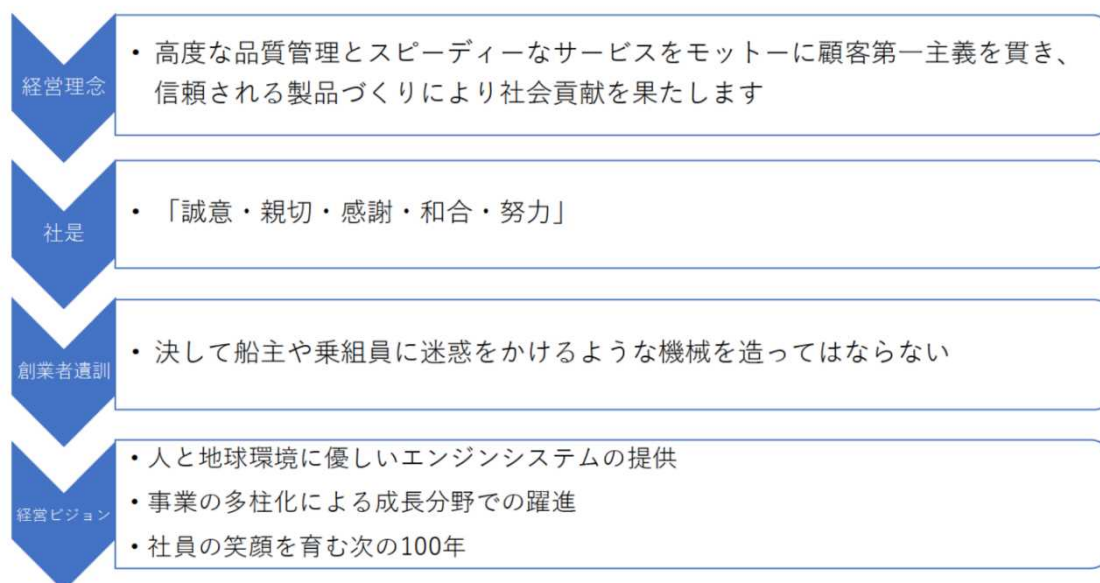 経営理念
・高度な品質管理とスピーディーなサービスをモットーに顧客第一主義を貫き、
信頼される製品づくりにより社会貢献を果たします
社是
・「誠意・親切・感謝・和合・努力」
創業者遺訓
・決して船主や乗組員に迷惑をかけるような機械を造ってはならない
経営ビジョン
・人と地球環境に優しいエンジンシステムの提供
・事業の多柱化による成長分野での躍進
・社員の笑顔を育む次の100年